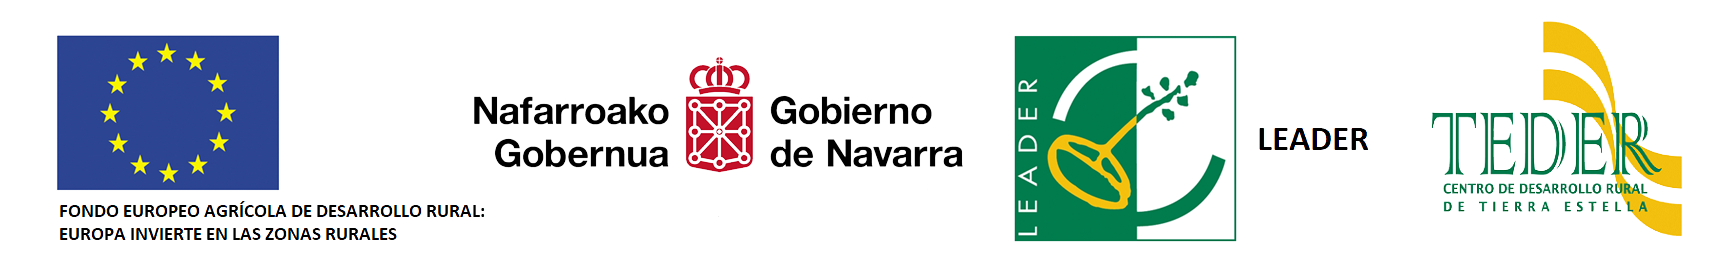 FONDO EUROPEO AGRÍCOLA DE DESARROLLO RURAL:
EUROPA INVIERTE EN LAS ZONAS RURALES
Nafarroako
Gobernua
Gobierno
de Navarra
LEADER
LEADER
TEDER
CENTRO DE DESARROLLO RURAL
DE TIERRA ESTELLA